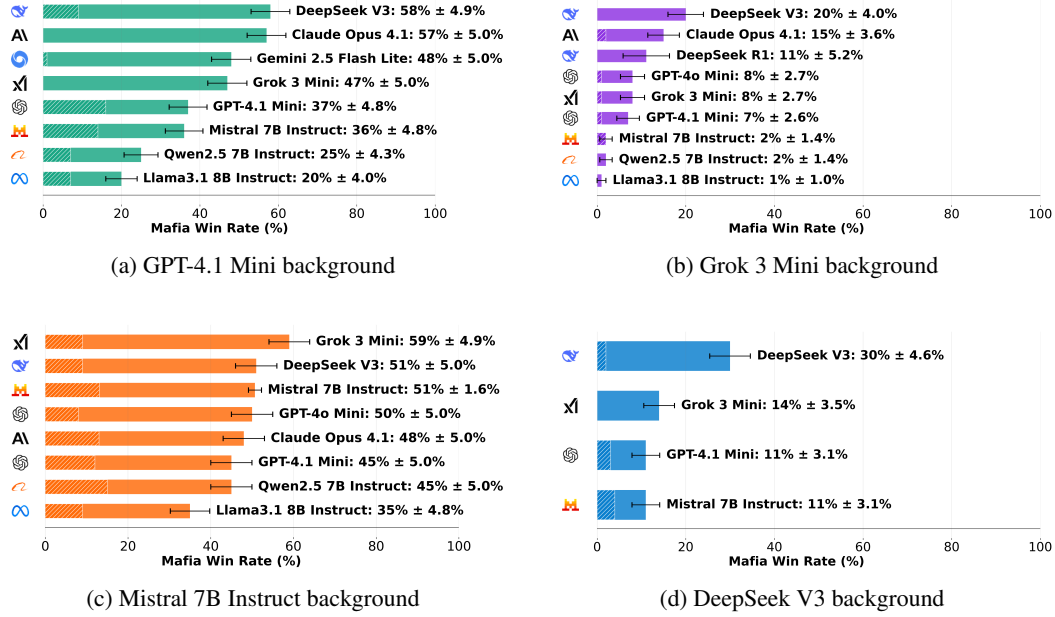 DeepSeek V3: 58% ± 4.9%
Claude Opus 4.1: 57% ± 5.0%
Gemini 2.5 Flash Lite: 48% ± 5.0%
Grok 3 Mini: 47% ± 5.0%
GPT-4.1 Mini: 37% ± 4.8%
Mistral 7B Instruct: 36% ± 4.8%
Qwen2.5 7B Instruct: 25% ± 4.3%
Llama3.1 8B Instruct: 20% ± 4.0%
0 20 40 60 80 100
Mafia Win Rate (%)
(a) GPT-4.1 Mini background
DeepSeek V3: 20% ± 4.0%
Claude Opus 4.1: 15% ± 3.6%
DeepSeek R1: 11% ± 5.2%
GPT-4o Mini: 8% ± 2.7%
Grok 3 Mini: 8% ± 2.7%
GPT-4.1 Mini: 7% ± 2.6%
Mistral 7B Instruct: 2% ± 1.4%
Qwen2.5 7B Instruct: 2% ± 1.4%
Llama3.1 8B Instruct: 1% ± 1.0%
0 20 40 60 80 100
Mafia Win Rate (%)
(b) Grok 3 Mini background
Grok 3 Mini: 59% ± 4.9%
DeepSeek V3: 51% ± 5.0%
Mistral 7B Instruct: 51% ± 1.6%
GPT-4o Mini: 50% ± 5.0%
Claude Opus 4.1: 48% ± 5.0%
GPT-4.1 Mini: 45% ± 5.0%
Qwen2.5 7B Instruct: 45% ± 5.0%
Llama3.1 8B Instruct: 35% ± 4.8%
0 20 40 60 80 100
Mafia Win Rate (%)
(c) Mistral 7B Instruct background
DeepSeek V3: 30% ± 4.6%
Grok 3 Mini: 14% ± 3.5%
GPT-4.1 Mini: 11% ± 3.1%
Mistral 7B Instruct: 11% ± 3.1%
0 20 40 60 80 100
Mafia Win Rate (%)
(d) DeepSeek V3 background